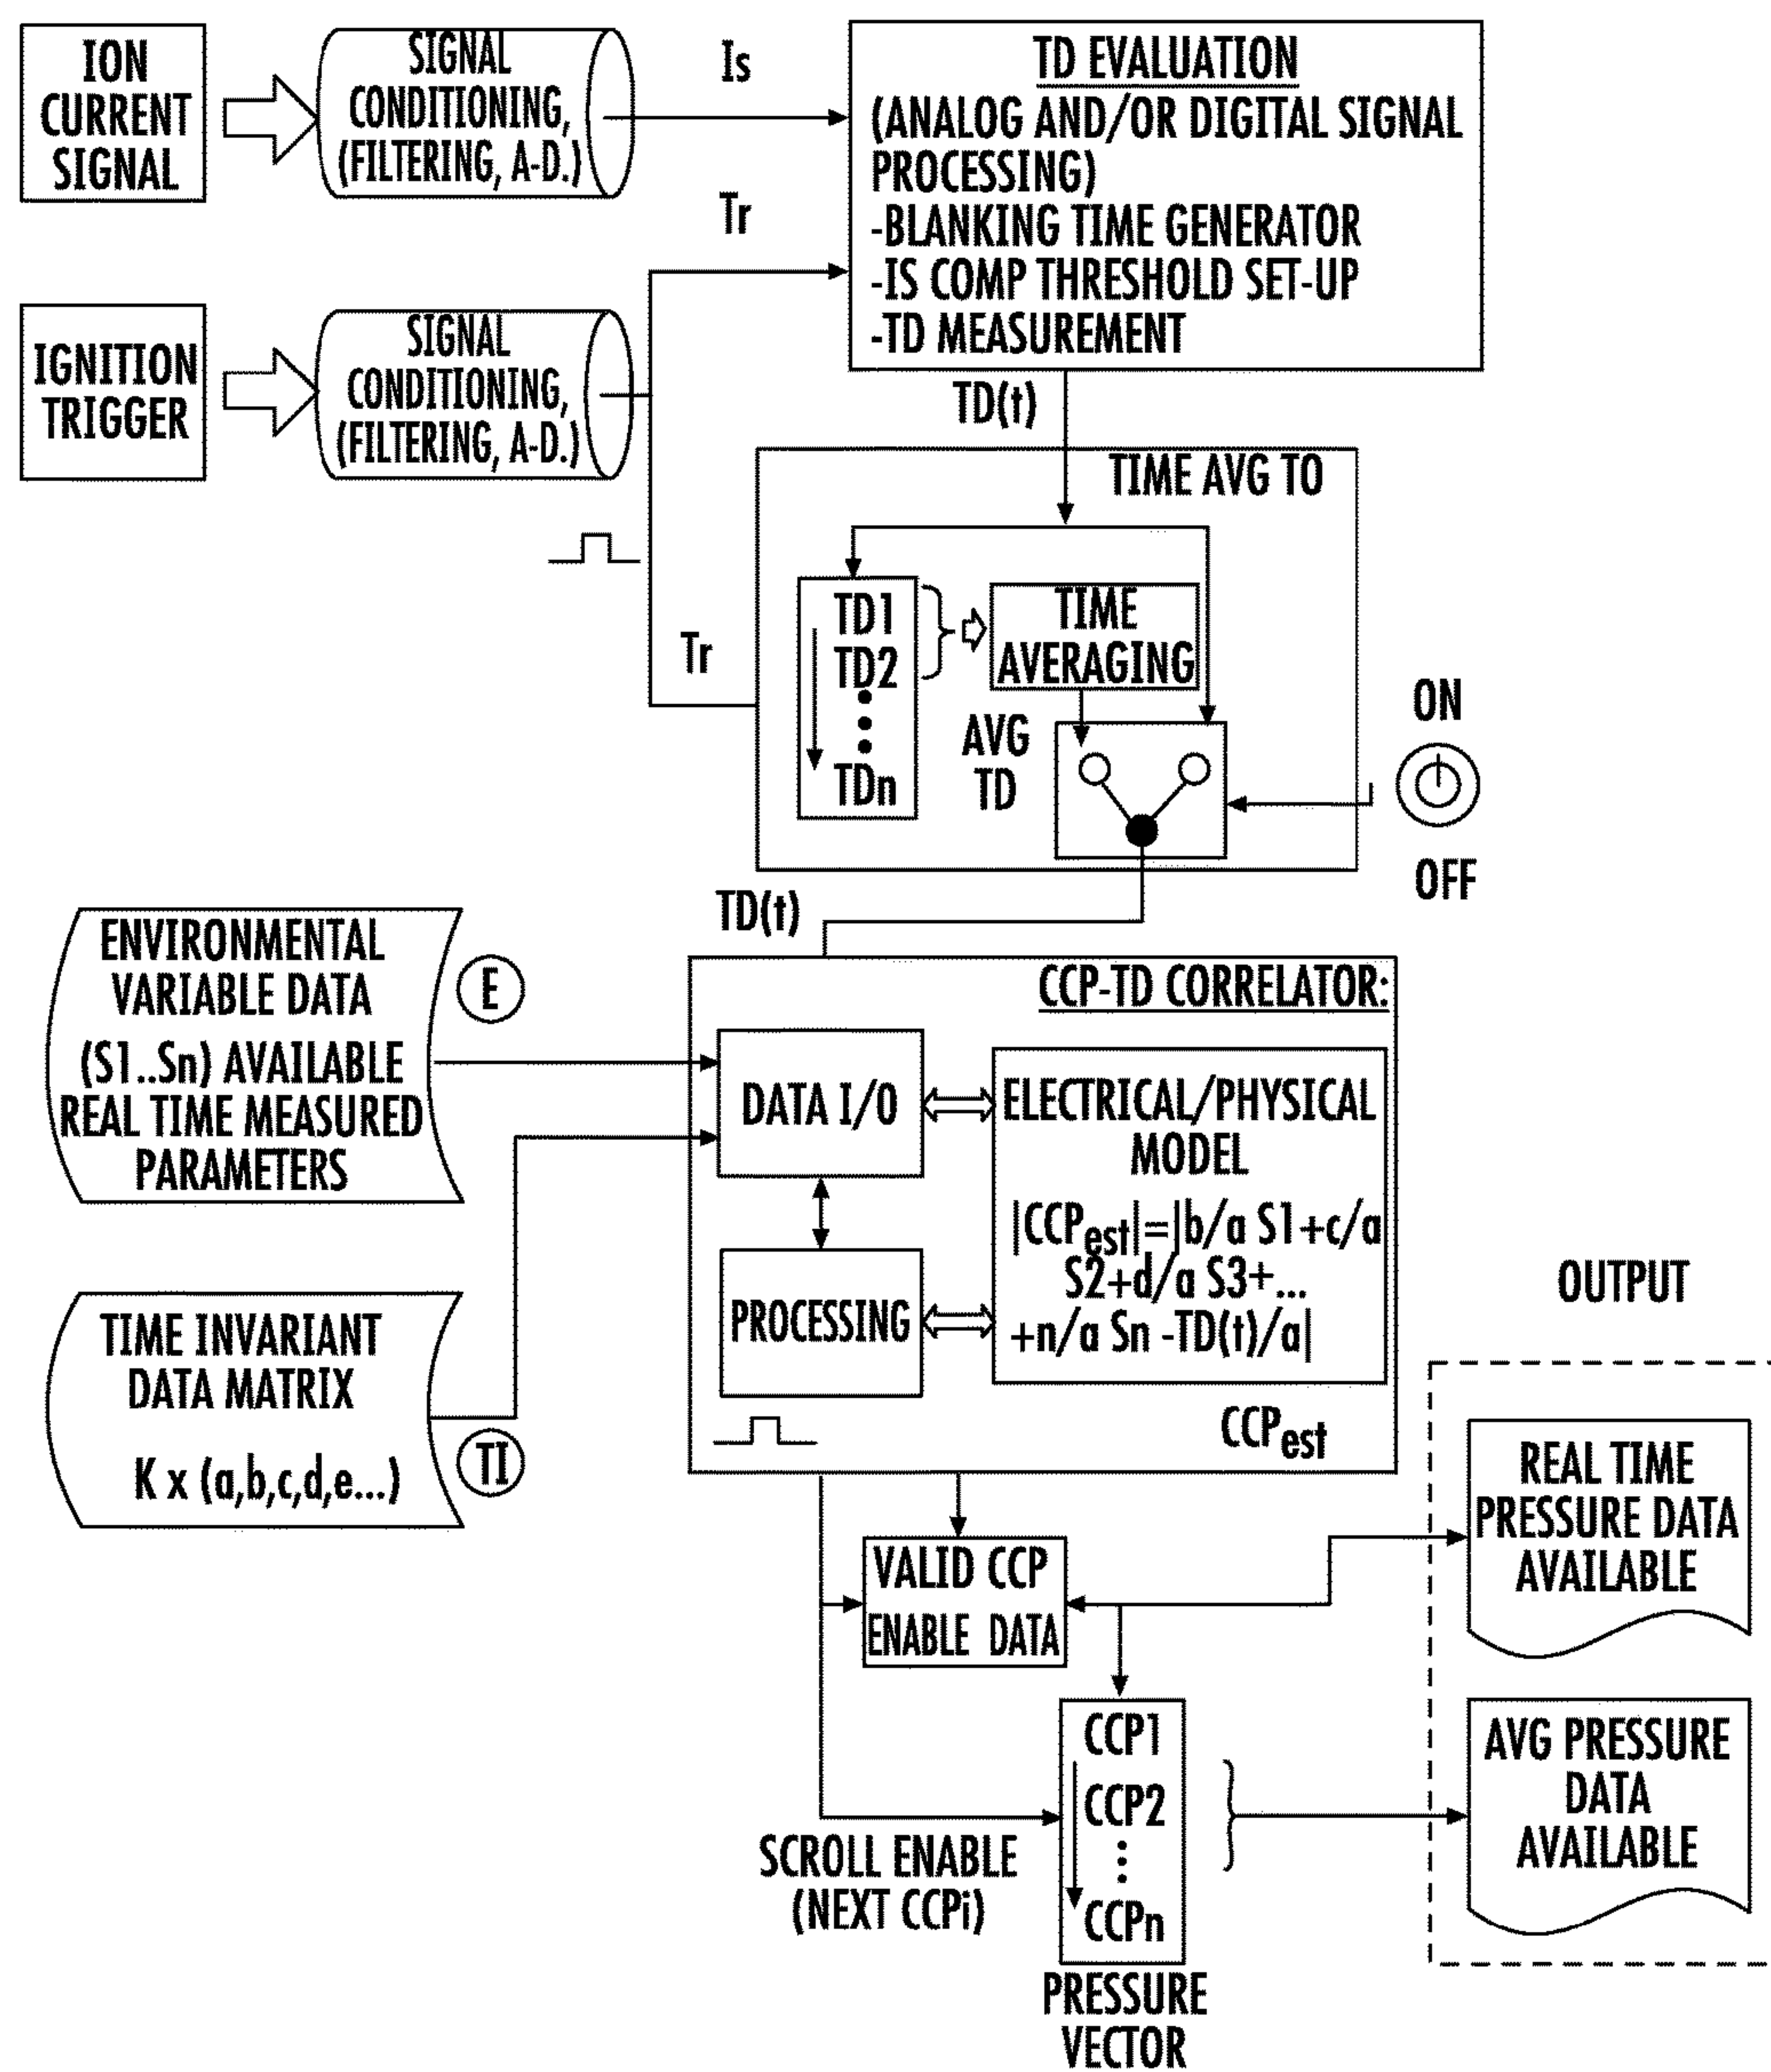 ION
CURRENT
SIGNAL
SIGNAL
CONDITIONING,
(FILTERING, A-D.)
Is
TD EVALUATION
(ANALOG AND/OR DIGITAL SIGNAL
PROCESSING)
-BLANKING TIME GENERATOR
-IS COMP THRESHOLD SET-UP
-TD MEASUREMENT
Tr
IGNITION
TRIGGER
SIGNAL
CONDITIONING,
(FILTERING, A-D.)
TD(t)
TIME AVG TO
TD1
TD2
TDn
TIME
AVERAGING
Tr
AVG
TD
ON
OFF
TD(t)
ENVIRONMENTAL
VARIABLE DATA
(S1..Sn) AVAILABLE
REAL TIME MEASURED
PARAMETERS
E
CCP-TD CORRELATOR:
DATA I/O
ELECTRICAL/PHYSICAL
MODEL
|CCPest|=|b/a S1+c/a
S2+d/a S3+...
+n/a Sn -TD(t)/a|
PROCESSING
CCPest
TIME INVARIANT
DATA MATRIX
K x (a,b,c,d,e...)
TI
OUTPUT
REAL TIME
PRESSURE DATA
AVAILABLE
VALID CCP
ENABLE DATA
CCP1
CCP2
CCPn
AVG PRESSURE
DATA
AVAILABLE
SCROLL ENABLE
(NEXT CCPi)
PRESSURE
VECTOR